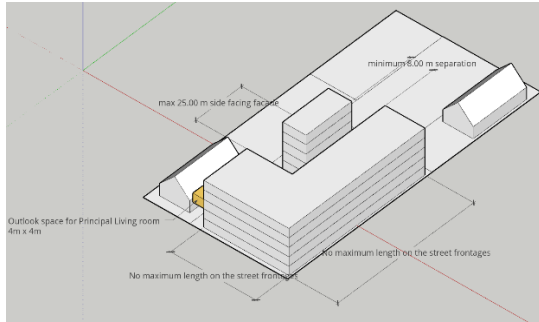 minimum 8.00 m separation
max 25.00 m side facing facade
Outlook space for Principal Living room
4m x 4m
No maximum length on the street frontages
No maximum length on the street frontages